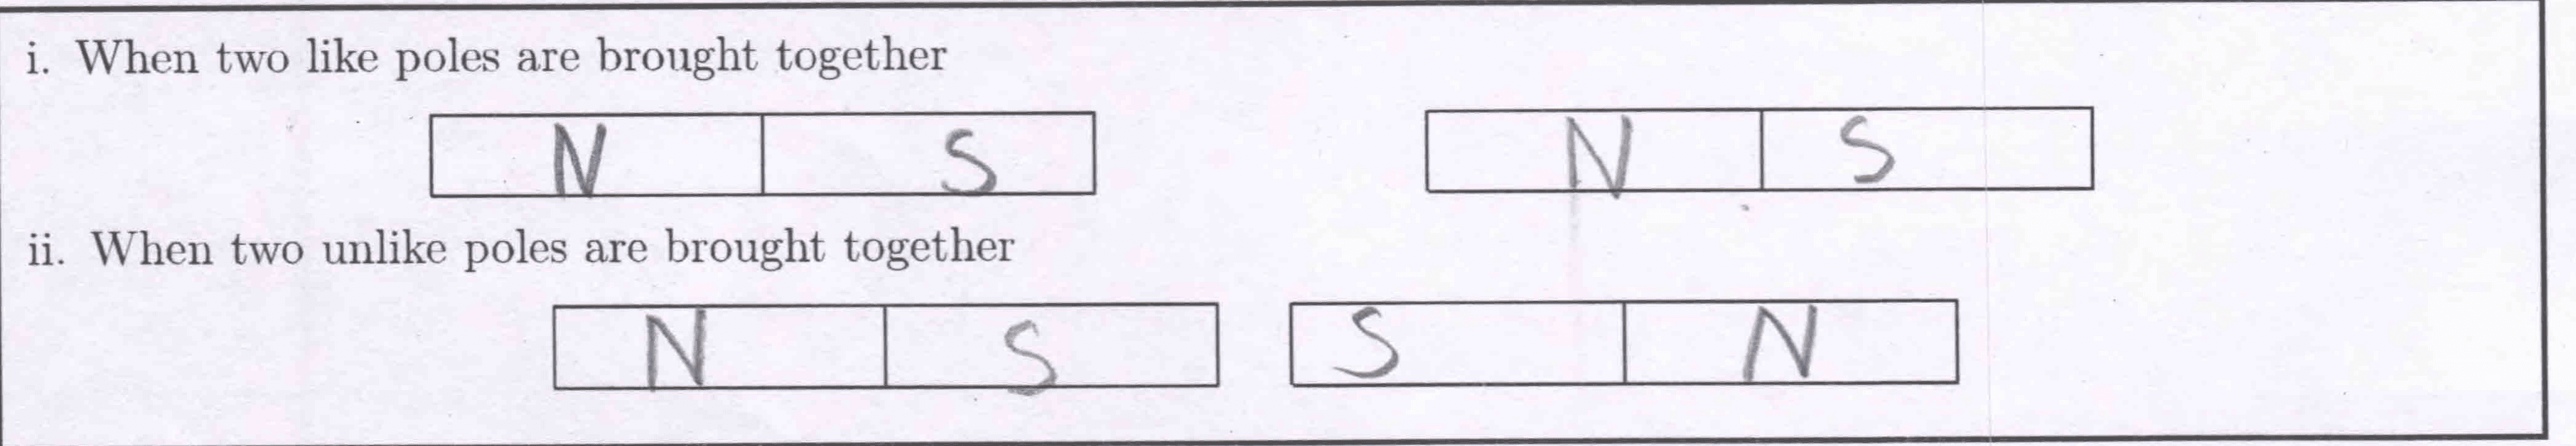 i. When two like poles are brought together
N S N S
ii. When two unlike poles are brought together
N S S N